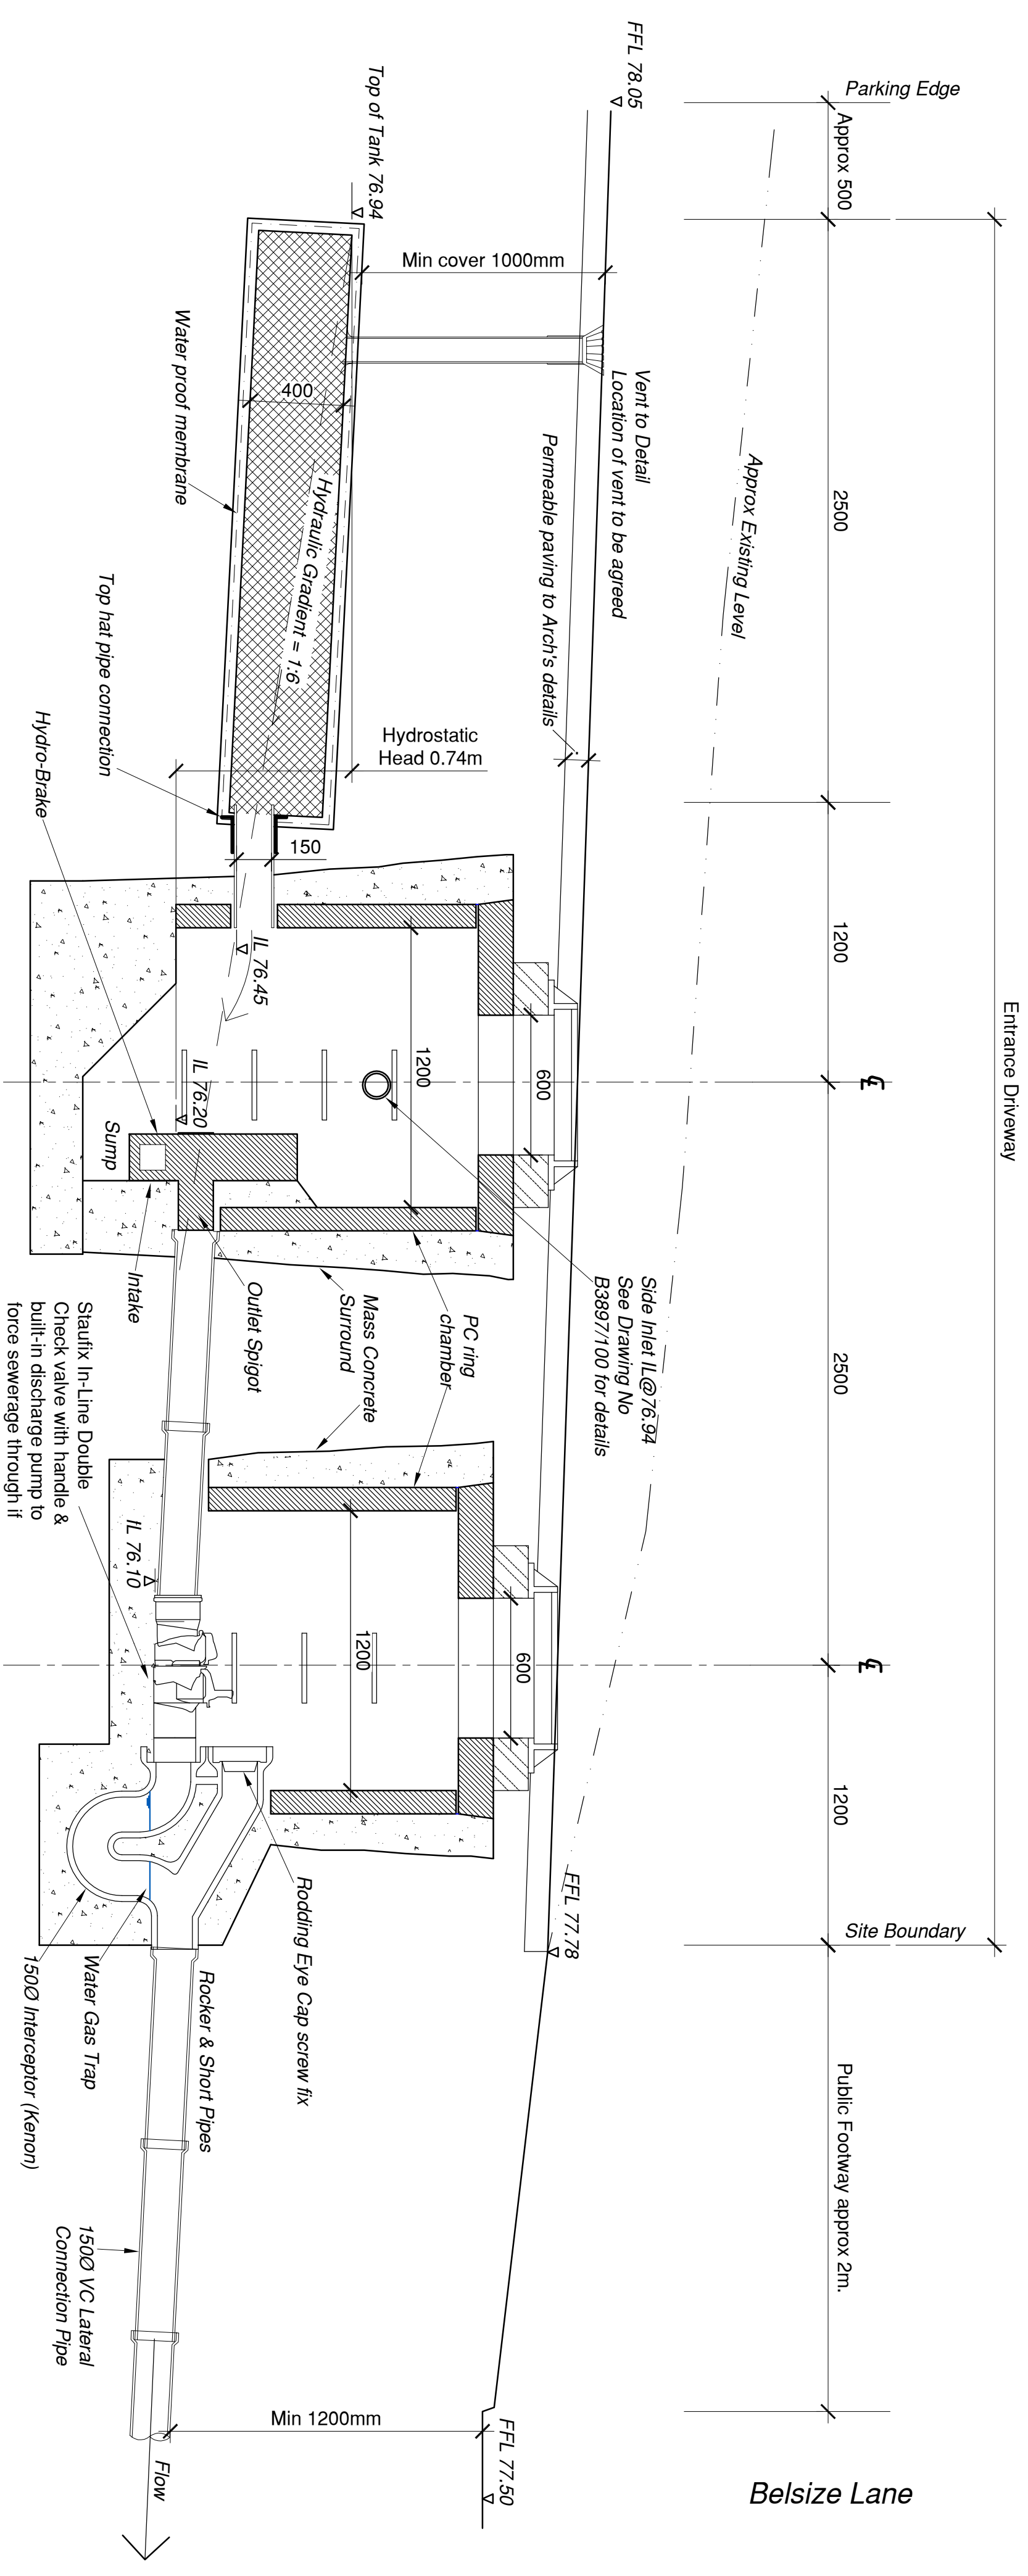 Belsize Lane
Entrance Driveway
Parking Edge
Approx 500
2500
1200
℄
2500
℄
1200
Site Boundary
Public Footway approx 2m.
Approx Existing Level
FFL 78.05
Vent to Detail
Location of vent to be agreed
Permeable paving to Arch's details
FFL 77.78
FFL 77.50
Top of Tank 76.94
Min cover 1000mm
400
Hydraulic Gradient = 1:6
Hydrostatic
Head 0.74m
150
Water proof membrane
Top hat pipe connection
Hydro-Brake
IL 76.45
1200
600
IL 76.20
Sump
Intake
Outlet Spigot
Side Inlet IL@76.94
See Drawing No
B3897/100 for details
PC ring
chamber
Mass Concrete
Surround
Staufix In-Line Double
Check valve with handle &
built-in discharge pump to
force sewerage through if
IL 76.10
1200
600
Rodding Eye Cap screw fix
Rocker & Short Pipes
Water Gas Trap
150Ø Interceptor (Kenon)
150Ø VC Lateral
Connection Pipe
Min 1200mm
Flow